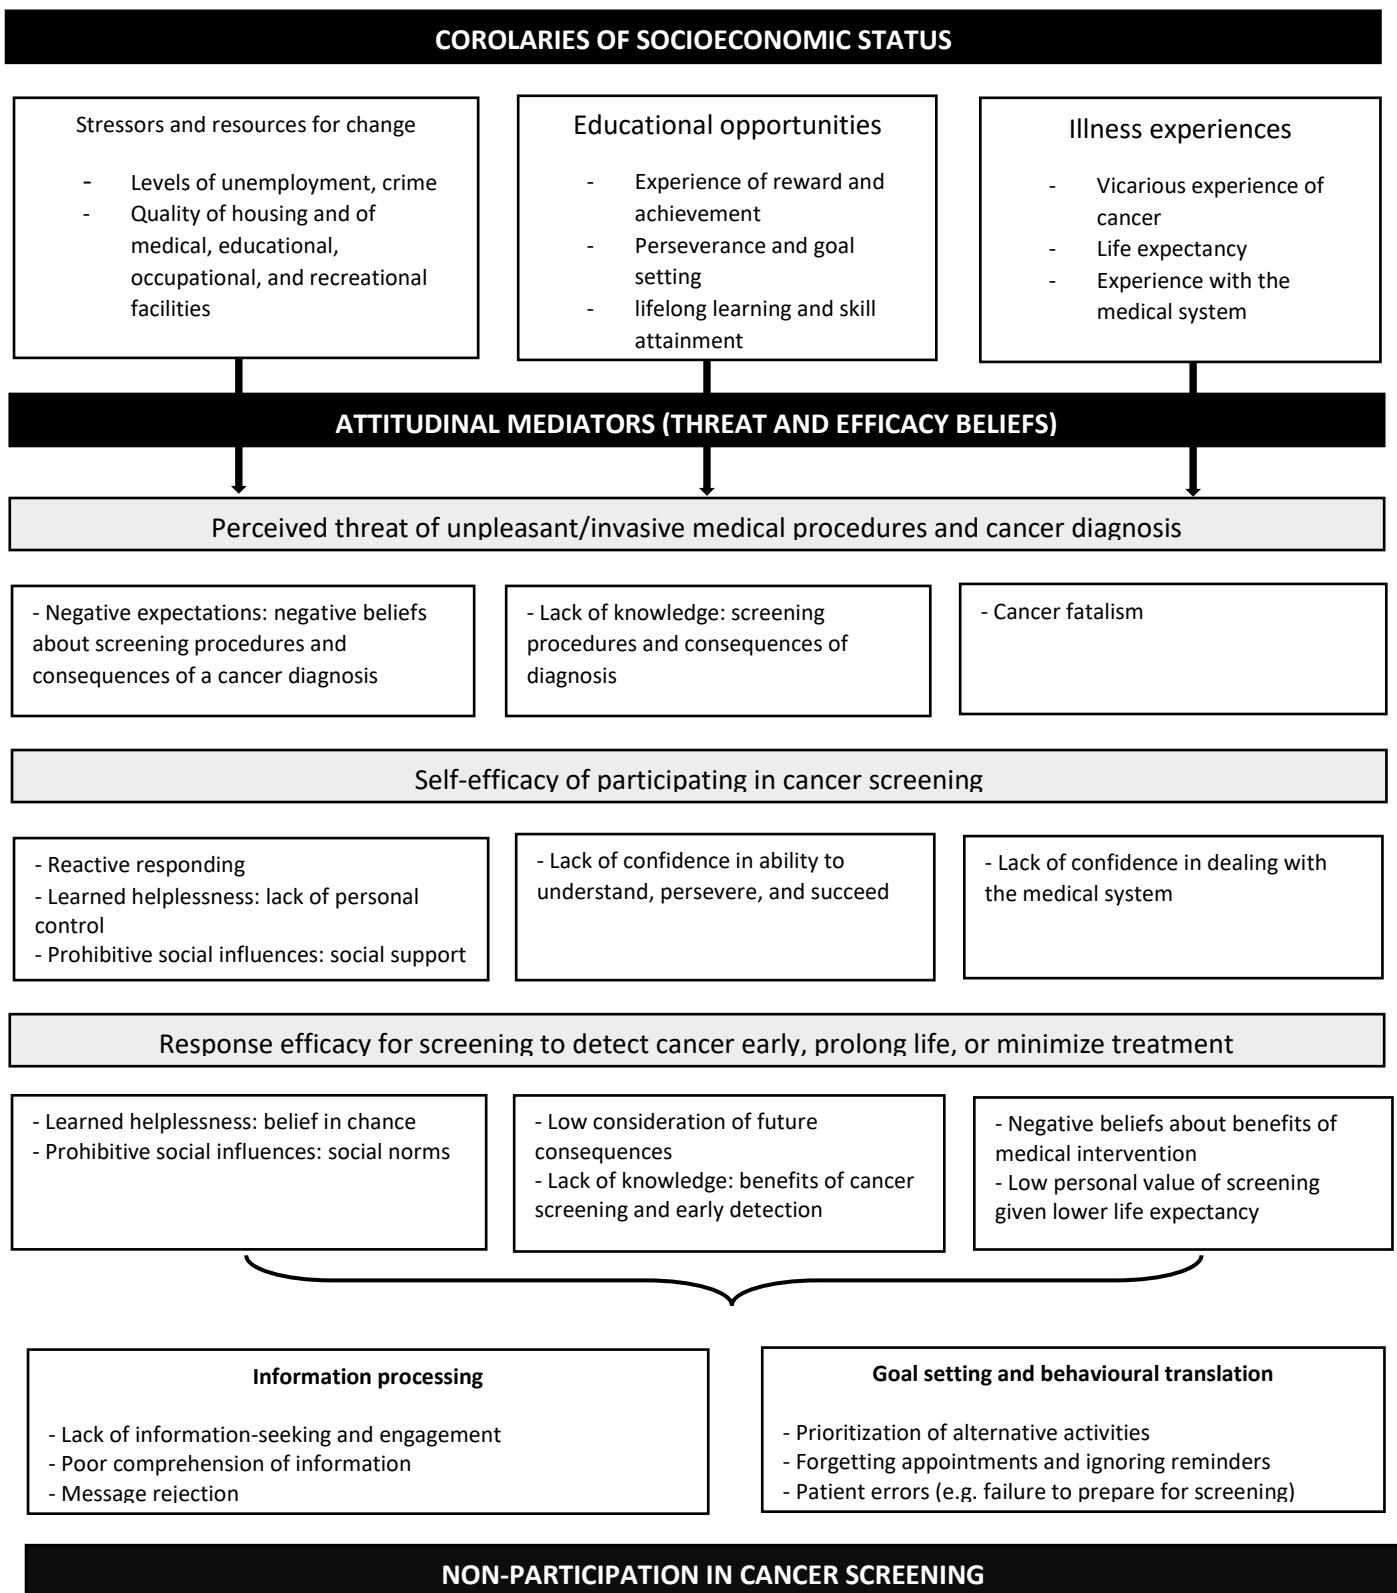 COROLARIES OF SOCIOECONOMIC STATUS
Stressors and resources for change
- Levels of unemployment, crime
- Quality of housing and of
medical, educational,
occupational, and recreational
facilities
Educational opportunities
- Experience of reward and
achievement
- Perseverance and goal
setting
- lifelong learning and skill
attainment
Illness experiences
- Vicarious experience of
cancer
- Life expectancy
- Experience with the
medical system
ATTITUDINAL MEDIATORS (THREAT AND EFFICACY BELIEFS)
Perceived threat of unpleasant/invasive medical procedures and cancer diagnosis
- Negative expectations: negative beliefs
about screening procedures and
consequences of a cancer diagnosis
- Lack of knowledge: screening
procedures and consequences of
diagnosis
- Cancer fatalism
Self-efficacy of participating in cancer screening
- Reactive responding
- Learned helplessness: lack of personal
control
- Prohibitive social influences: social support
- Lack of confidence in ability to
understand, persevere, and succeed
- Lack of confidence in dealing with
the medical system
Response efficacy for screening to detect cancer early, prolong life, or minimize treatment
- Learned helplessness: belief in chance
- Prohibitive social influences: social norms
- Low consideration of future
consequences
- Lack of knowledge: benefits of cancer
screening and early detection
- Negative beliefs about benefits of
medical intervention
- Low personal value of screening
given lower life expectancy
Information processing
- Lack of information-seeking and engagement
- Poor comprehension of information
- Message rejection
Goal setting and behavioural translation
- Prioritization of alternative activities
- Forgetting appointments and ignoring reminders
- Patient errors (e.g. failure to prepare for screening)
NON-PARTICIPATION IN CANCER SCREENING